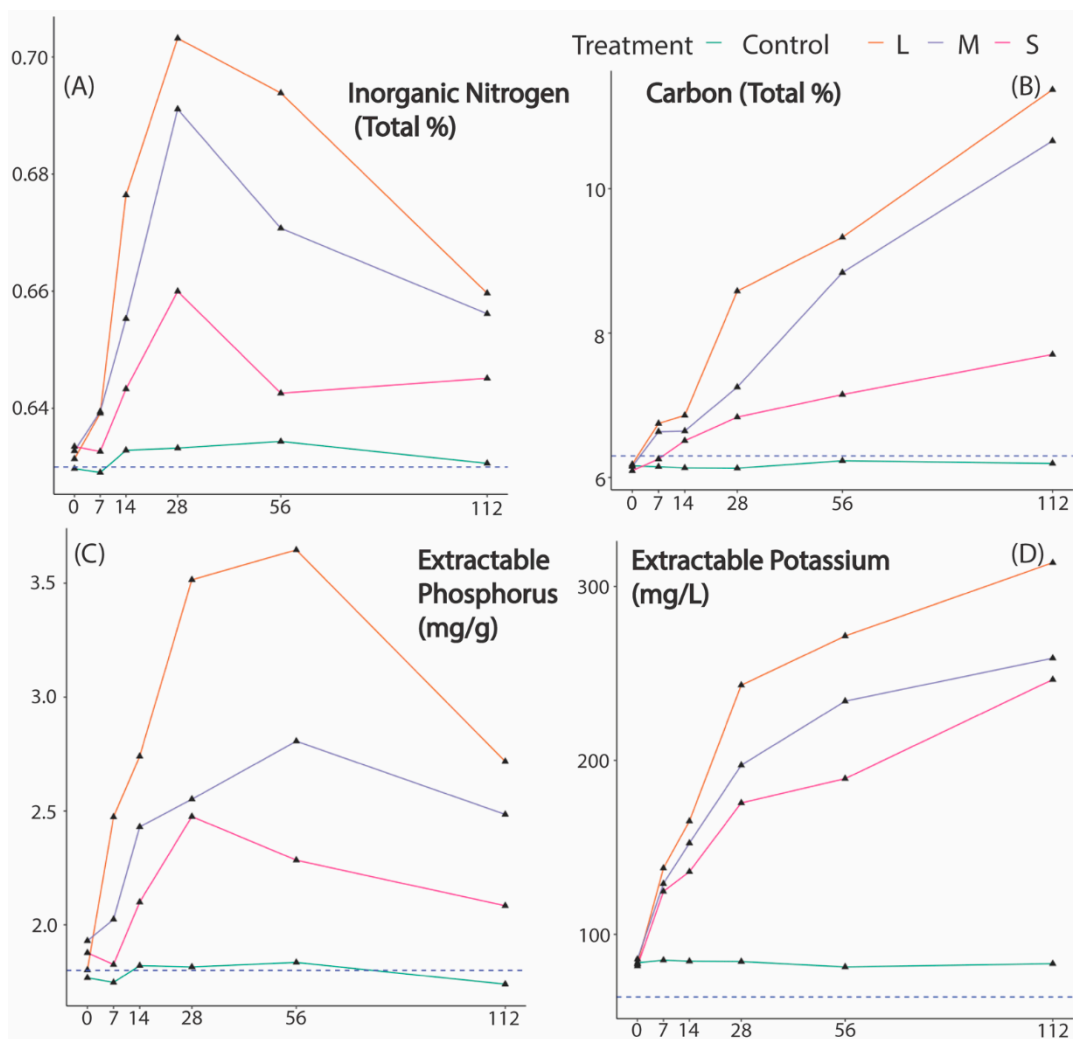 Treatment Control L M S
(A)
Inorganic Nitrogen
(Total %)
0.70
0.68
0.66
0.64
0 7 14 28 56 112
Carbon (Total %)
(B)
10
8
6
0 7 14 28 56 112
(C)
Extractable
Phosphorus
(mg/g)
3.5
3.0
2.5
2.0
0 7 14 28 56 112
Extractable Potassium
(mg/L)
(D)
300
200
100
0 7 14 28 56 112